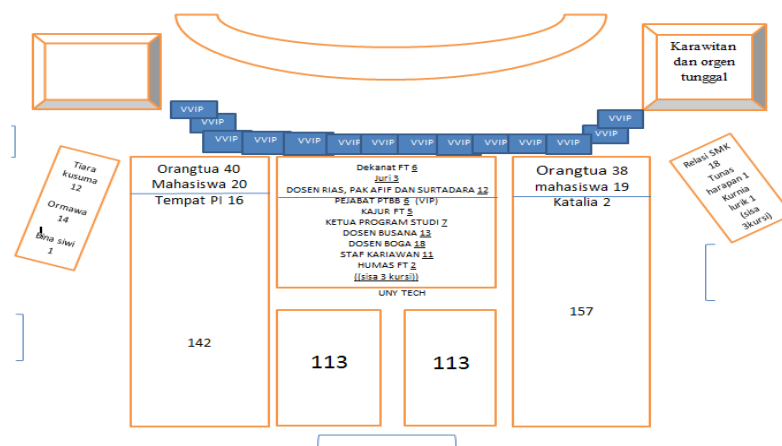 Karawitan
dan orgen
tunggal
VVIP
VVIP
VVIP
VVIP
VVIP
VVIP
VVIP
VVIP
VVIP
VVIP
VVIP
VVIP
VVIP
Tiara
kusuma
12
Ormawa
14
Bina siwi
1
Orangtua 40
Mahasiswa 20
Tempat PI 16
142
Dekanat FT 6
Juri 3
DOSEN RIAS, PAK AFIF DAN SURTADARA 12
PEJABAT PTBB 6 (VIP)
KAJUR FT 5
KETUA PROGRAM STUDI 7
DOSEN BUSANA 13
DOSEN BOGA 18
STAF KARIAWAN 11
HUMAS FT 2
((sisa 3 kursi))
UNY TECH
113
113
Orangtua 38
mahasiswa 19
Katalia 2
157
Relasi SMK
18
Tunas
harapan 1
Kurnia
lurik 1
(sisa
3kursi)